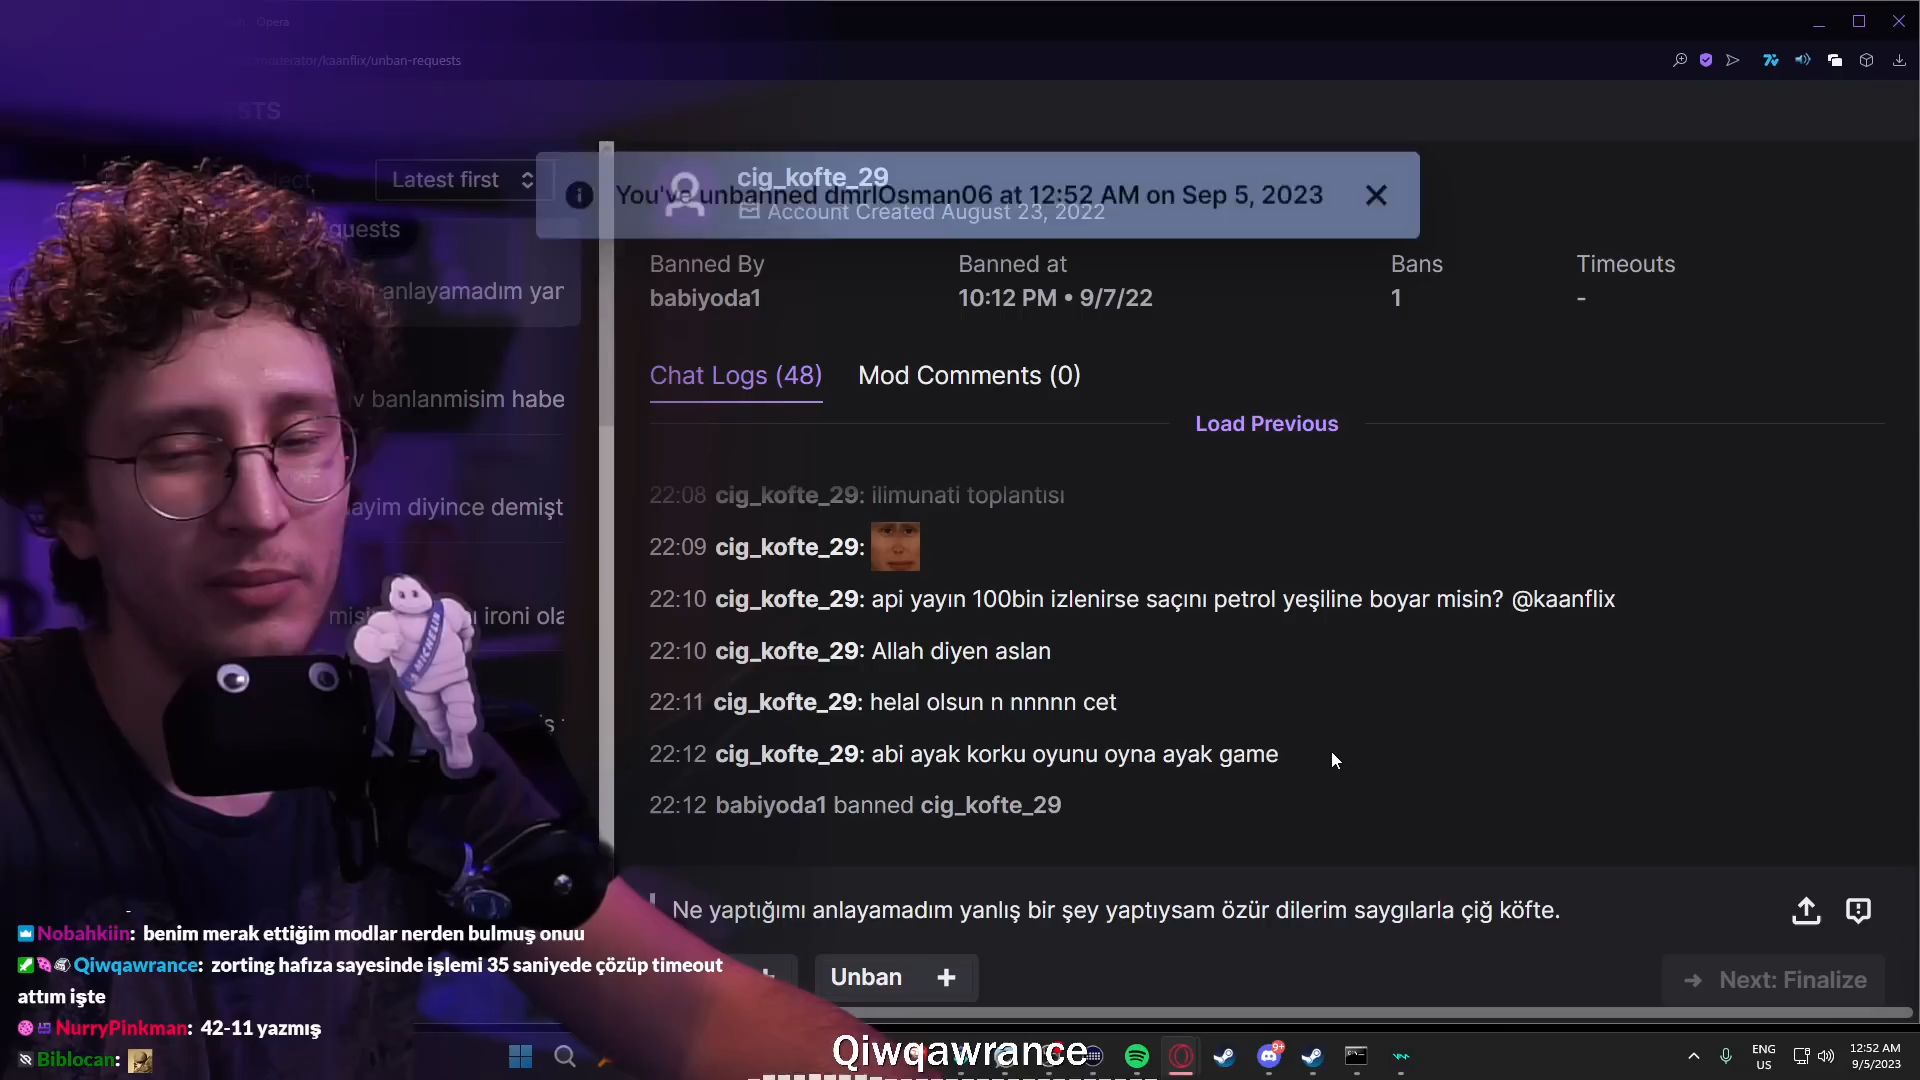 Opera
moderator/kaanflix/unban-requests
STS
Latest first
cig_kofte_29
You've unbanned dmrlOsman06 at 12:52 AM on Sep 5, 2023
Account Created August 23, 2022
quests
anlayamadım yan
banlanmisim habe
ayim diyince demişt
ironi ola
Banned By
Banned at
Bans
Timeouts
babiyoda1
10:12 PM • 9/7/22
1
-
Chat Logs (48)
Mod Comments (0)
Load Previous
22:08 cig_kofte_29: ilimunati toplantısı
22:09 cig_kofte_29:
22:10 cig_kofte_29: api yayın 100bin izlenirse saçını petrol yeşiline boyar misin? @kaanflix
22:10 cig_kofte_29: Allah diyen aslan
22:11 cig_kofte_29: helal olsun n nnnnn cet
22:12 cig_kofte_29: abi ayak korku oyunu oyna ayak game
22:12 babiyoda1 banned cig_kofte_29
MICHELIN
Ne yaptığımı anlayamadım yanlış bir şey yaptıysam özür dilerim saygılarla çiğ köfte.
Unban +
→ Next: Finalize
Nobahkiin: benim merak ettiğim modlar nerden bulmuş onuu
Qiwqawrance: zorting hafıza sayesinde işlemi 35 saniyede çözüp timeout
attım işte
NurryPinkman: 42-11 yazmış
Biblocan:
Qiwqawrance
9+
ENG
US
12:52 AM
9/5/2023